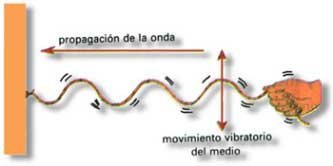 propagación de la onda
movimiento vibratorio
del medio